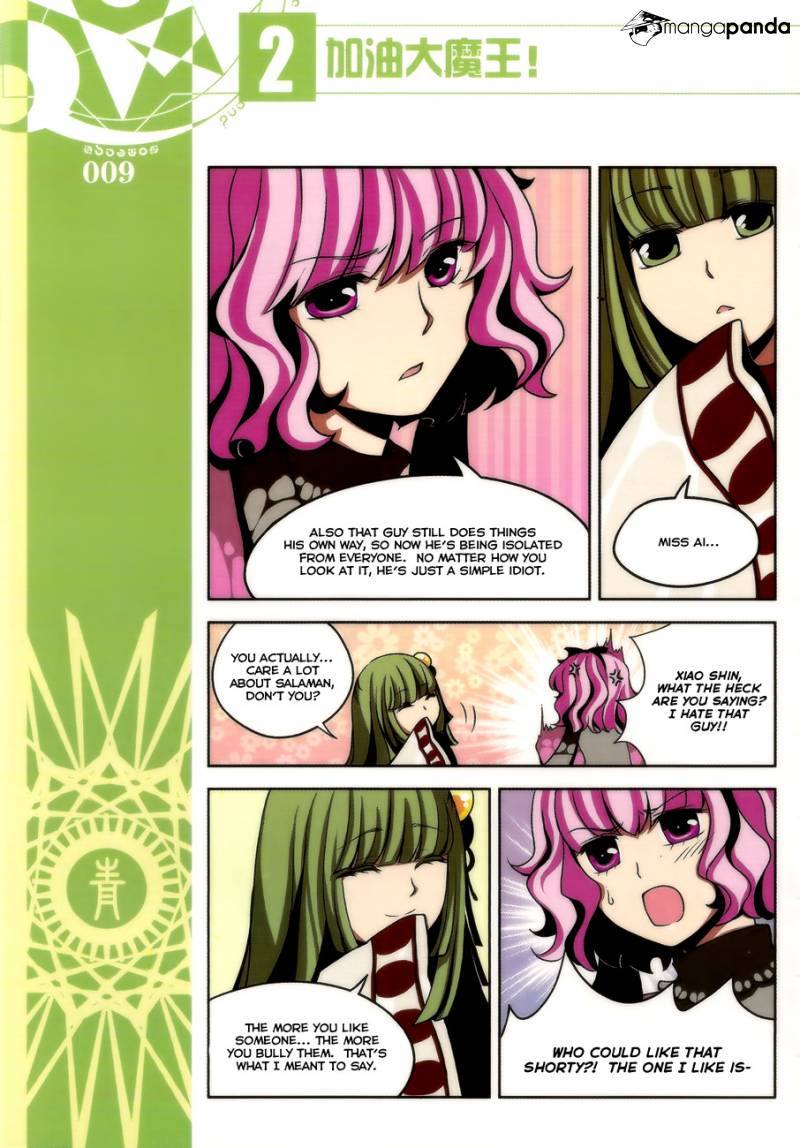 mangapanda
2 加油大魔王!
009
ALSO THAT GUY STILL DOES THINGS
HIS OWN WAY, SO NOW HE'S BEING ISOLATED
FROM EVERYONE. NO MATTER HOW YOU
LOOK AT IT, HE'S JUST A SIMPLE IDIOT.
MISS AI...
YOU ACTUALLY...
CARE A LOT
ABOUT SALAMAN,
DON'T YOU?
XIAO SHIN,
WHAT THE HECK
ARE YOU SAYING?
I HATE THAT
GUY!!
青
THE MORE YOU LIKE
SOMEONE... THE MORE
YOU BULLY THEM. THAT'S
WHAT I MEANT TO SAY.
WHO COULD LIKE THAT
SHORTY?! THE ONE I LIKE IS-